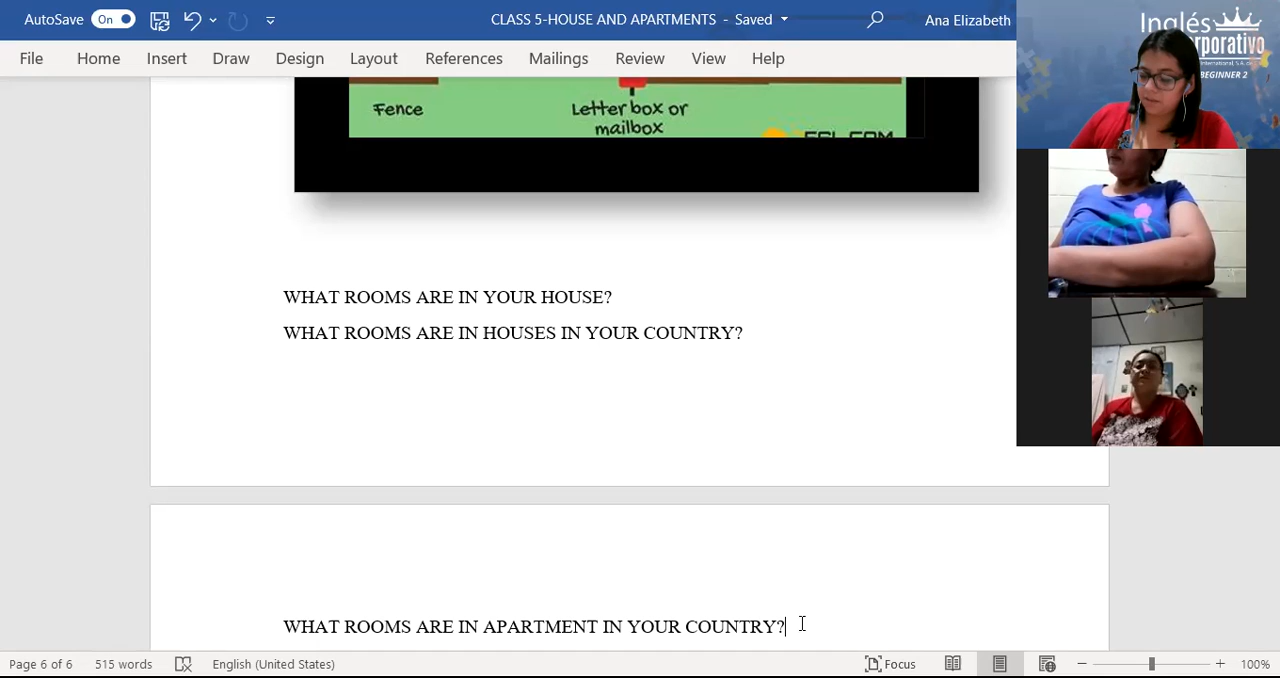 AutoSave On CLASS 5-HOUSE AND APARTMENTS - Saved Ana Elizabeth
File Home Insert Draw Design Layout References Mailings Review View Help
Inglés
rporativo
International, S.A. de
BEGINNER 2
Fence
Letter box or
mailbox
WHAT ROOMS ARE IN YOUR HOUSE?
WHAT ROOMS ARE IN HOUSES IN YOUR COUNTRY?
WHAT ROOMS ARE IN APARTMENT IN YOUR COUNTRY?
Page 6 of 6 515 words English (United States) Focus 100%